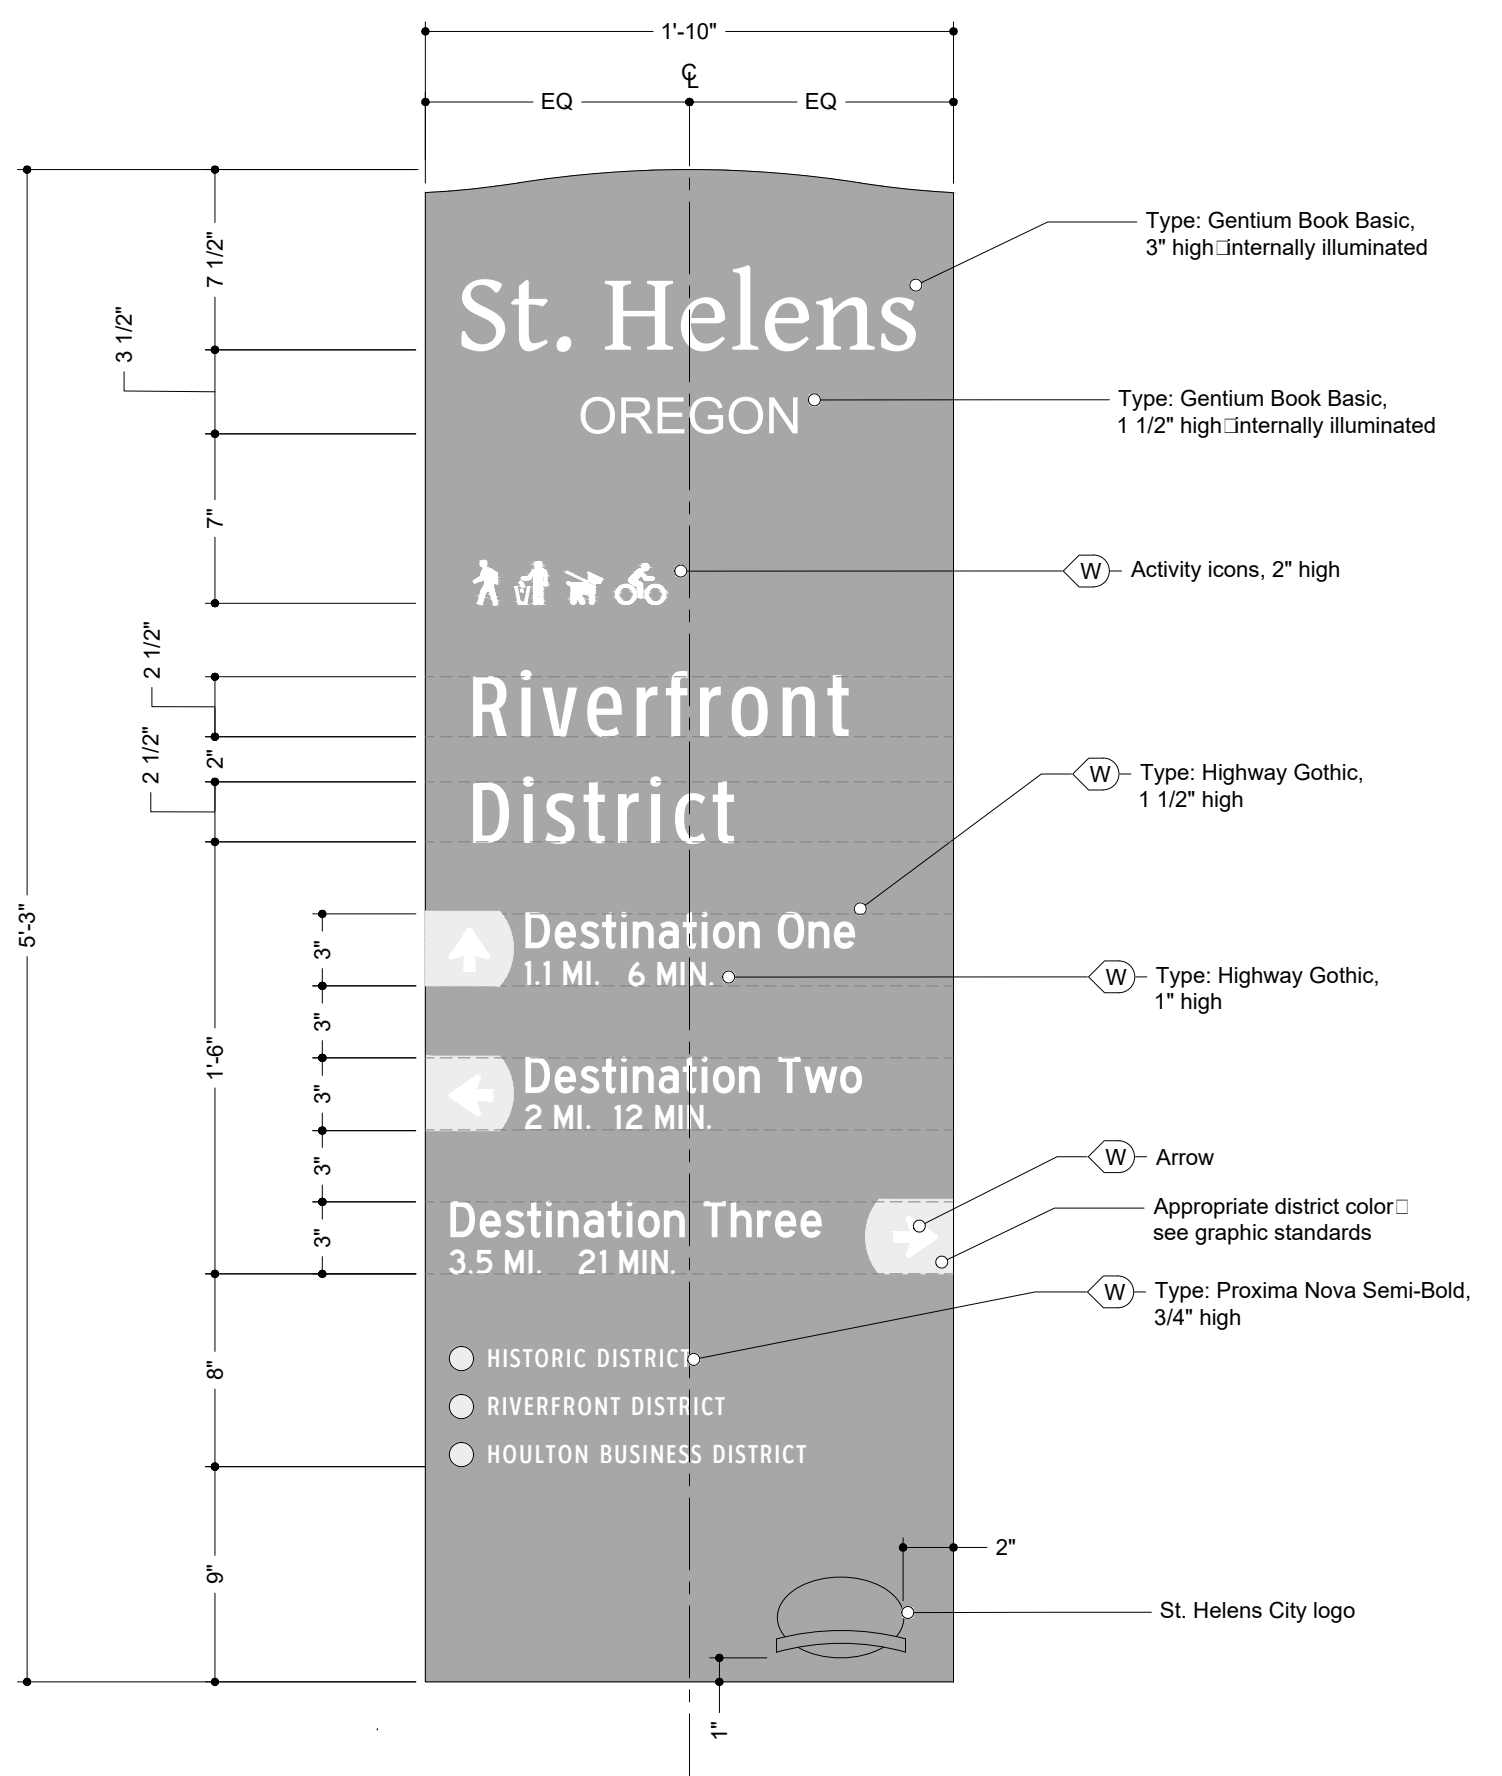 1'-10"
℄
EQ
EQ
7 1/2"
3 1/2"
7"
2 1/2"
2"
2 1/2"
5'-3"
1'-6"
3"
3"
3"
3"
3"
8"
9"
St. Helens
OREGON
Riverfront
District
Destination One
1.1 MI. 6 MIN.
Destination Two
2 MI. 12 MIN.
Destination Three
3.5 MI. 21 MIN.
HISTORIC DISTRICT
RIVERFRONT DISTRICT
HOULTON BUSINESS DISTRICT
2"
1"
Type: Gentium Book Basic,
3" high□internally illuminated
Type: Gentium Book Basic,
1 1/2" high□internally illuminated
W Activity icons, 2" high
W Type: Highway Gothic,
1 1/2" high
W Type: Highway Gothic,
1" high
W Arrow
Appropriate district color□
see graphic standards
W Type: Proxima Nova Semi-Bold,
3/4" high
St. Helens City logo